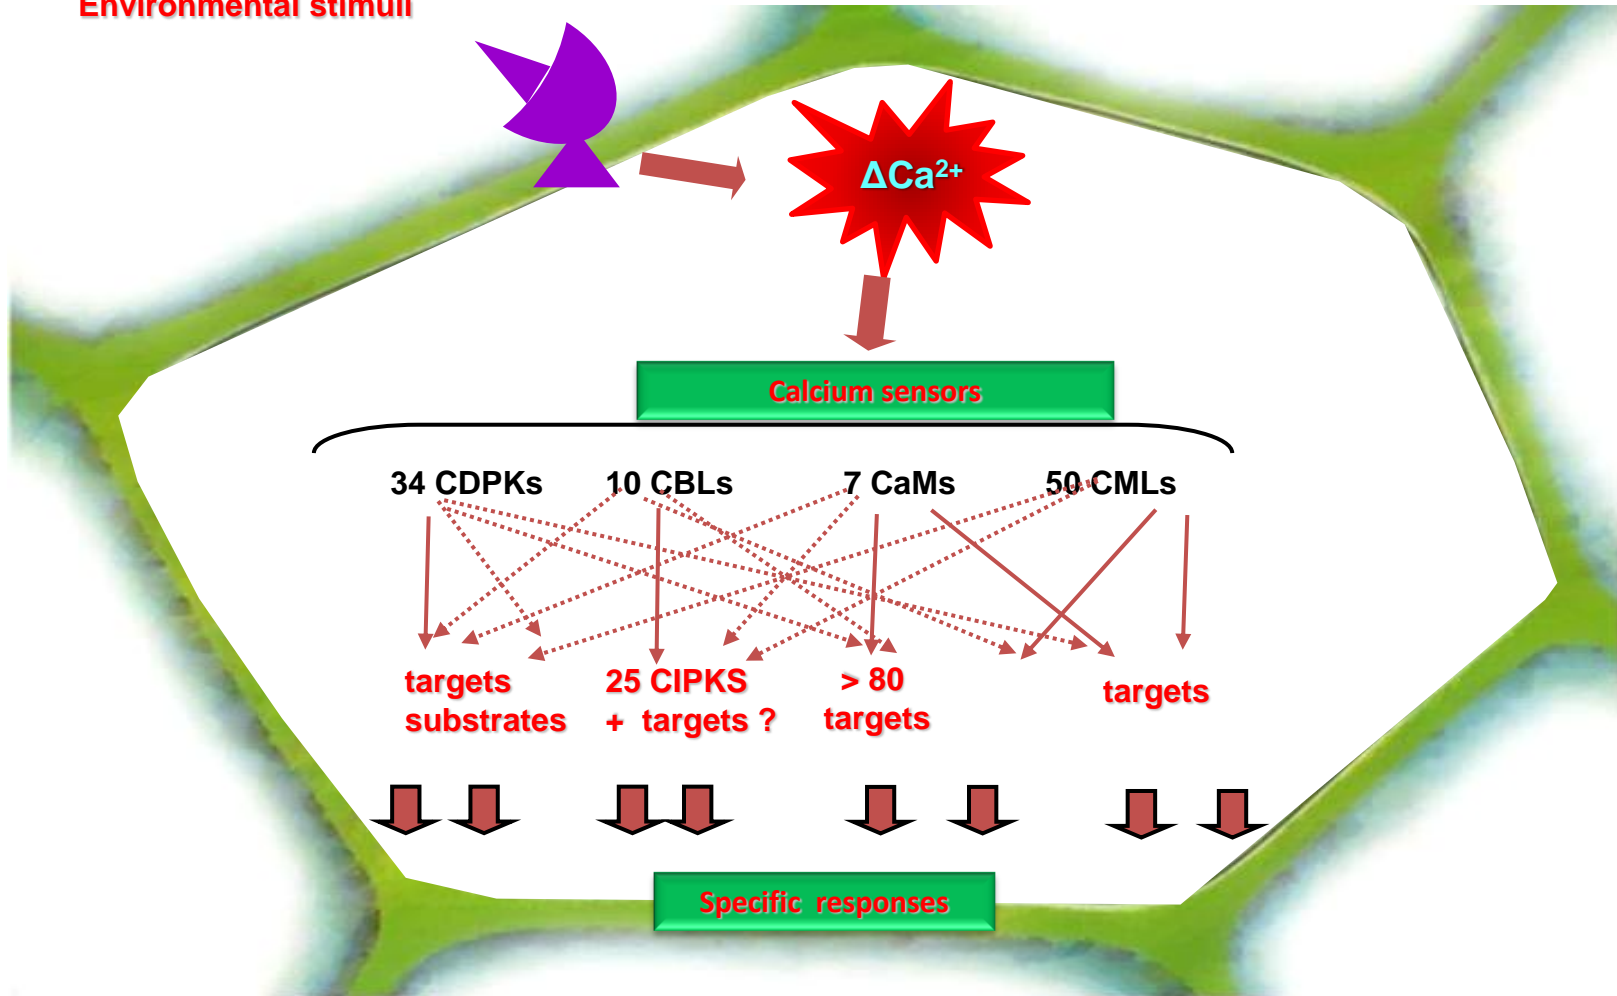 Environmental stimuli
ΔCa²⁺
Calcium sensors
34 CDPKs 10 CBLs 7 CaMs 50 CMLs
targets substrates
25 CIPKS
+ targets ?
> 80
targets
targets
Specific responses